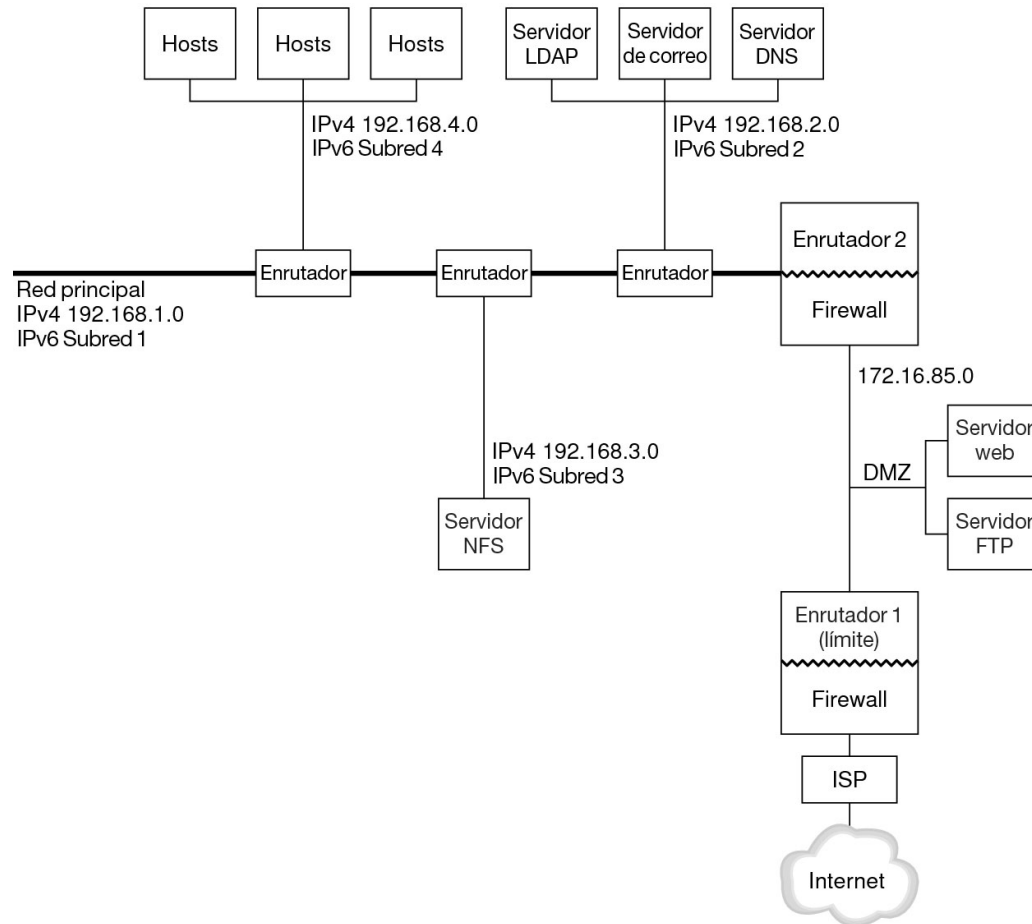 Hosts
Hosts
Hosts
Servidor
LDAP
Servidor
de correo
Servidor
DNS
IPv4 192.168.4.0
IPv6 Subred 4
IPv4 192.168.2.0
IPv6 Subred 2
Enrutador
Enrutador
Enrutador
Enrutador 2
Firewall
Red principal
IPv4 192.168.1.0
IPv6 Subred 1
172.16.85.0
IPv4 192.168.3.0
IPv6 Subred 3
Servidor
NFS
DMZ
Servidor
web
Servidor
FTP
Enrutador 1
(límite)
Firewall
ISP
Internet